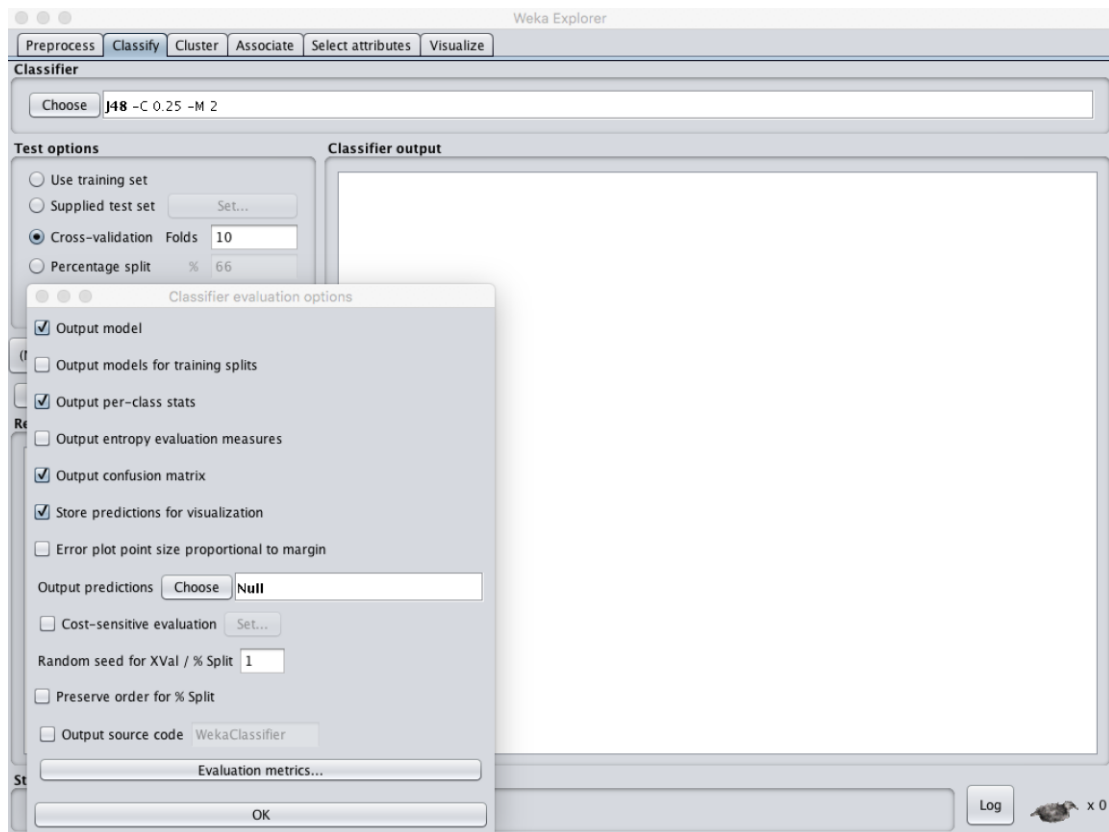 Weka Explorer
Preprocess Classify Cluster Associate Select attributes Visualize
Classifier
Choose J48 -C 0.25 -M 2
Test options
Use training set
Supplied test set Set...
Cross-validation Folds 10
Percentage split % 66
Classifier output
Classifier evaluation options
Output model
Output models for training splits
Output per-class stats
Output entropy evaluation measures
Output confusion matrix
Store predictions for visualization
Error plot point size proportional to margin
Output predictions Choose Null
Cost-sensitive evaluation Set...
Random seed for XVal / % Split 1
Preserve order for % Split
Output source code WekaClassifier
Evaluation metrics...
OK
Log x 0